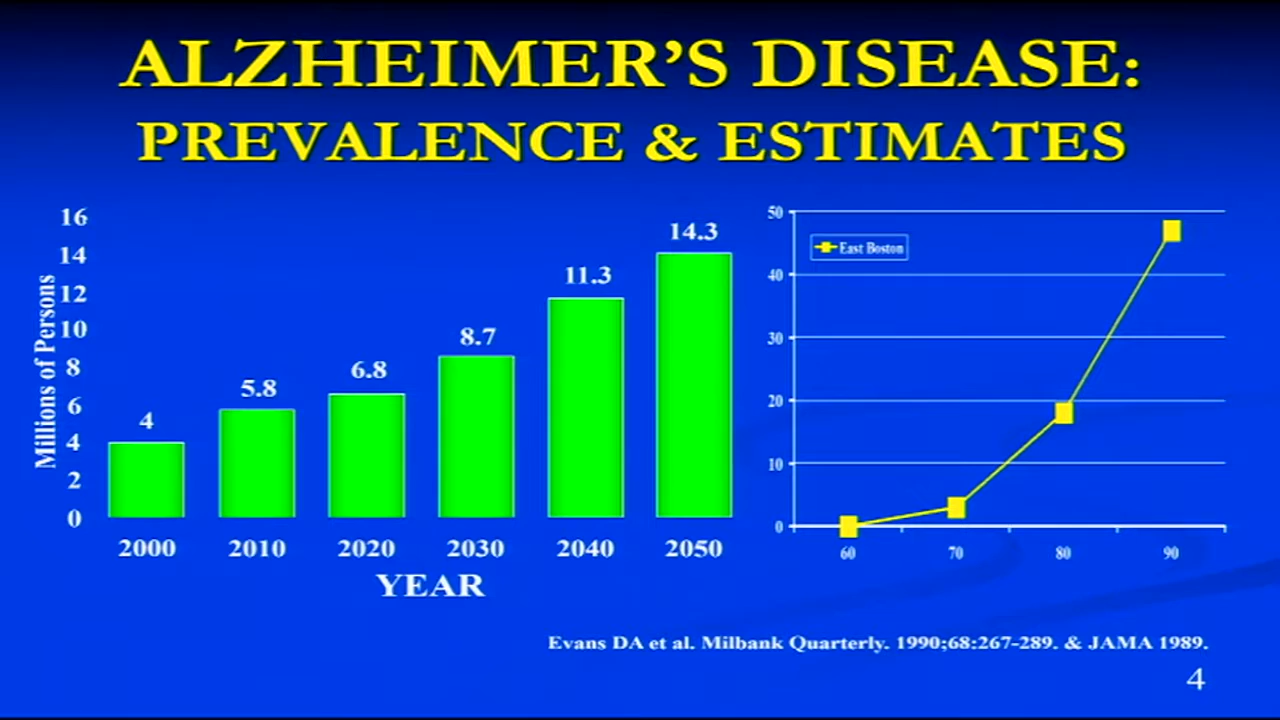 ALZHEIMER'S DISEASE:
PREVALENCE & ESTIMATES
Millions of Persons
16
14
12
10
8
6
4
2
0
4
5.8
6.8
8.7
11.3
14.3
2000 2010 2020 2030 2040 2050
YEAR
East Boston
50
40
30
20
10
0
60 70 80 90
Evans DA et al. Milbank Quarterly. 1990;68:267-289. & JAMA 1989.
4